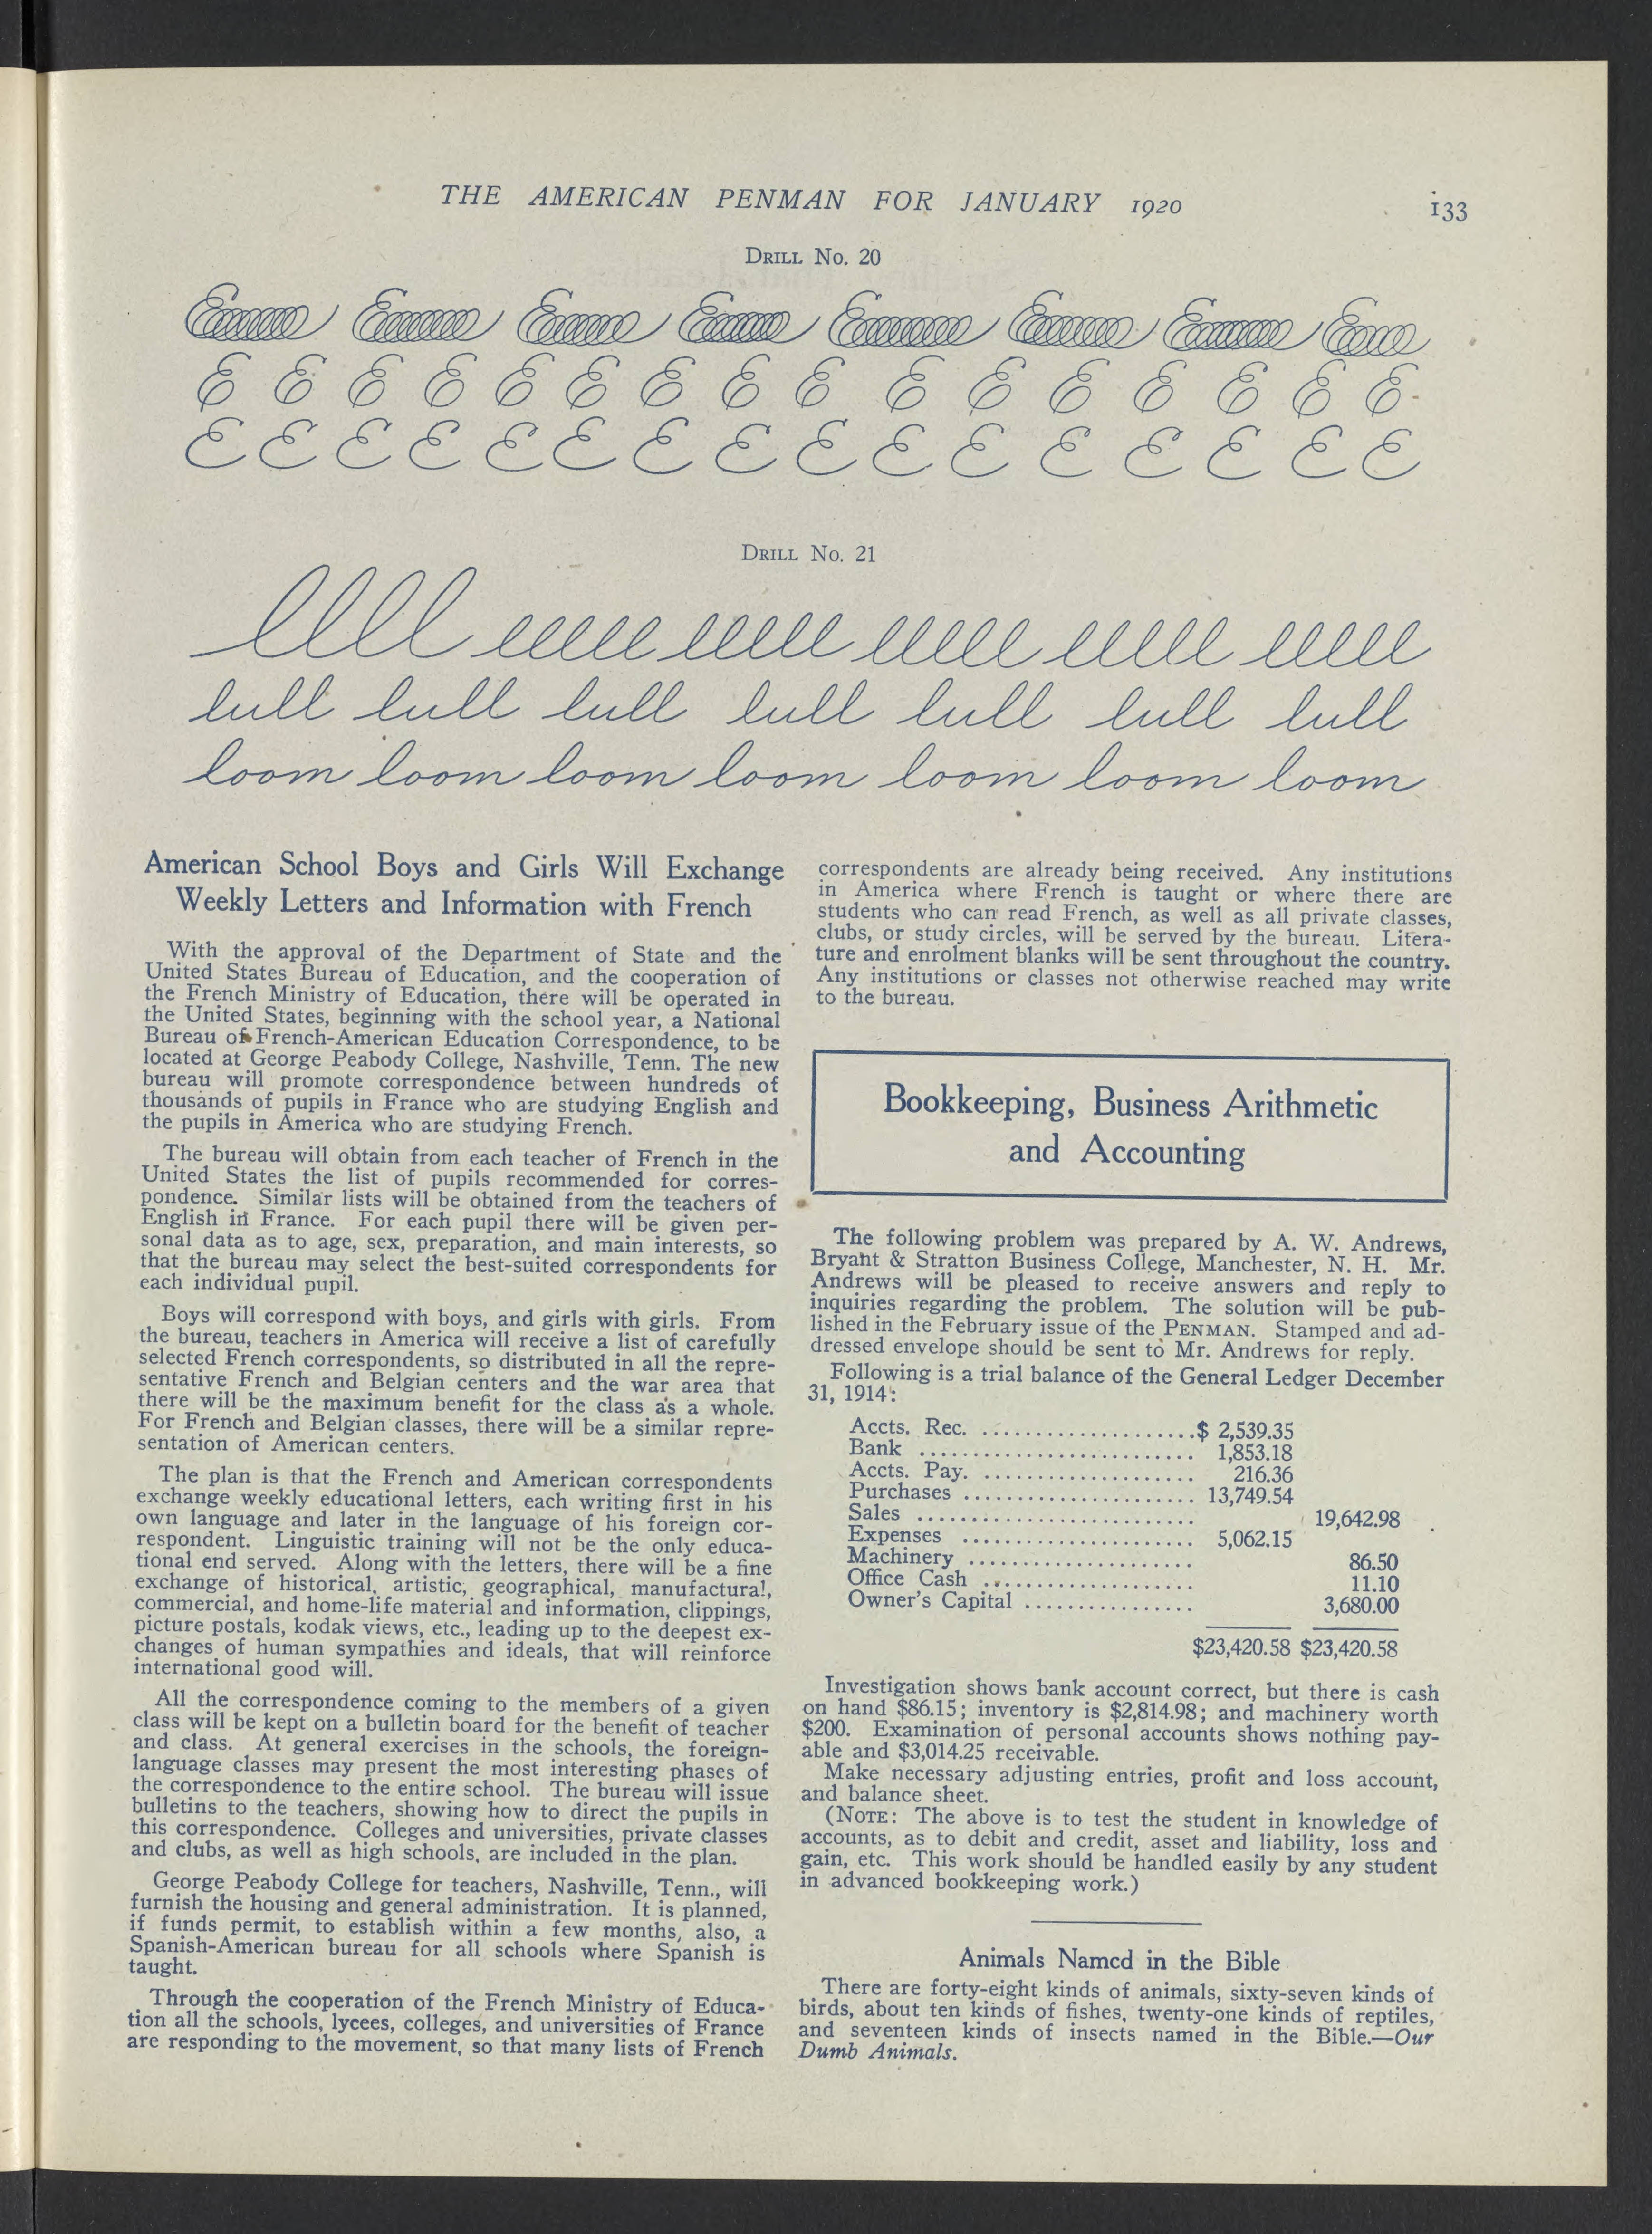 THE AMERICAN PENMAN FOR JANUARY 1920 133
DRILL NO. 20
E E E E E E E E
E E E E E E E E E E E E E E E E
E E E E E E E E E E E E E E E E
DRILL NO. 21
llll eeeee lllll lllll lllll lllll
lull lull lull lull lull lull lull
loom loom loom loom loom loom loom
American School Boys and Girls Will Exchange
Weekly Letters and Information with French
With the approval of the Department of State and the
United States Bureau of Education, and the cooperation of
the French Ministry of Education, there will be operated in
the United States, beginning with the school year, a National
Bureau of French-American Education Correspondence, to be
located at George Peabody College, Nashville, Tenn. The new
bureau will promote correspondence between hundreds of
thousands of pupils in France who are studying English and
the pupils in America who are studying French.
The bureau will obtain from each teacher of French in the
United States the list of pupils recommended for corres-
pondence. Similar lists will be obtained from the teachers of
English in France. For each pupil there will be given per-
sonal data as to age, sex, preparation, and main interests, so
that the bureau may select the best-suited correspondents for
each individual pupil.
Boys will correspond with boys, and girls with girls. From
the bureau, teachers in America will receive a list of carefully
selected French correspondents, so distributed in all the repre-
sentative French and Belgian centers and the war area that
there will be the maximum benefit for the class as a whole.
For French and Belgian classes, there will be a similar repre-
sentation of American centers.
The plan is that the French and American correspondents
exchange weekly educational letters, each writing first in his
own language and later in the language of his foreign cor-
respondent. Linguistic training will not be the only educa-
tional end served. Along with the letters, there will be a fine
exchange of historical, artistic, geographical, manufactural,
commercial, and home-life material and information, clippings,
picture postals, kodak views, etc., leading up to the deepest ex-
changes of human sympathies and ideals, that will reinforce
international good will.
All the correspondence coming to the members of a given
class will be kept on a bulletin board for the benefit of teacher
and class. At general exercises in the schools, the foreign-
language classes may present the most interesting phases of
the correspondence to the entire school. The bureau will issue
bulletins to the teachers, showing how to direct the pupils in
this correspondence. Colleges and universities, private classes
and clubs, as well as high schools, are included in the plan.
George Peabody College for teachers, Nashville, Tenn., will
furnish the housing and general administration. It is planned,
if funds permit, to establish within a few months, also, a
Spanish-American bureau for all schools where Spanish is
taught.
Through the cooperation of the French Ministry of Educa-
tion all the schools, lycees, colleges, and universities of France
are responding to the movement, so that many lists of French
correspondents are already being received. Any institutions
in America where French is taught or where there are
students who can read French, as well as all private classes,
clubs, or study circles, will be served by the bureau. Litera-
ture and enrolment blanks will be sent throughout the country.
Any institutions or classes not otherwise reached may write
to the bureau.
Bookkeeping, Business Arithmetic
and Accounting
The following problem was prepared by A. W. Andrews,
Bryant & Stratton Business College, Manchester, N. H. Mr.
Andrews will be pleased to receive answers and reply to
inquiries regarding the problem. The solution will be pub-
lished in the February issue of the PENMAN. Stamped and ad-
dressed envelope should be sent to Mr. Andrews for reply.
Following is a trial balance of the General Ledger December
31, 1914:
Accts. Rec. ....................$ 2,539.35
Bank .......................... 1,853.18
Accts. Pay. .................... 216.36
Purchases ...................... 13,749.54
Sales .......................... 19,642.98
Expenses ...................... 5,062.15
Machinery ..................... 86.50
Office Cash .................... 11.10
Owner's Capital ................ 3,680.00
$23,420.58 $23,420.58
Investigation shows bank account correct, but there is cash
on hand $86.15; inventory is $2,814.98; and machinery worth
$200. Examination of personal accounts shows nothing pay-
able and $3,014.25 receivable.
Make necessary adjusting entries, profit and loss account,
and balance sheet.
(NOTE: The above is to test the student in knowledge of
accounts, as to debit and credit, asset and liability, loss and
gain, etc. This work should be handled easily by any student
in advanced bookkeeping work.)
Animals Named in the Bible
There are forty-eight kinds of animals, sixty-seven kinds of
birds, about ten kinds of fishes, twenty-one kinds of reptiles,
and seventeen kinds of insects named in the Bible.—Our
Dumb Animals.